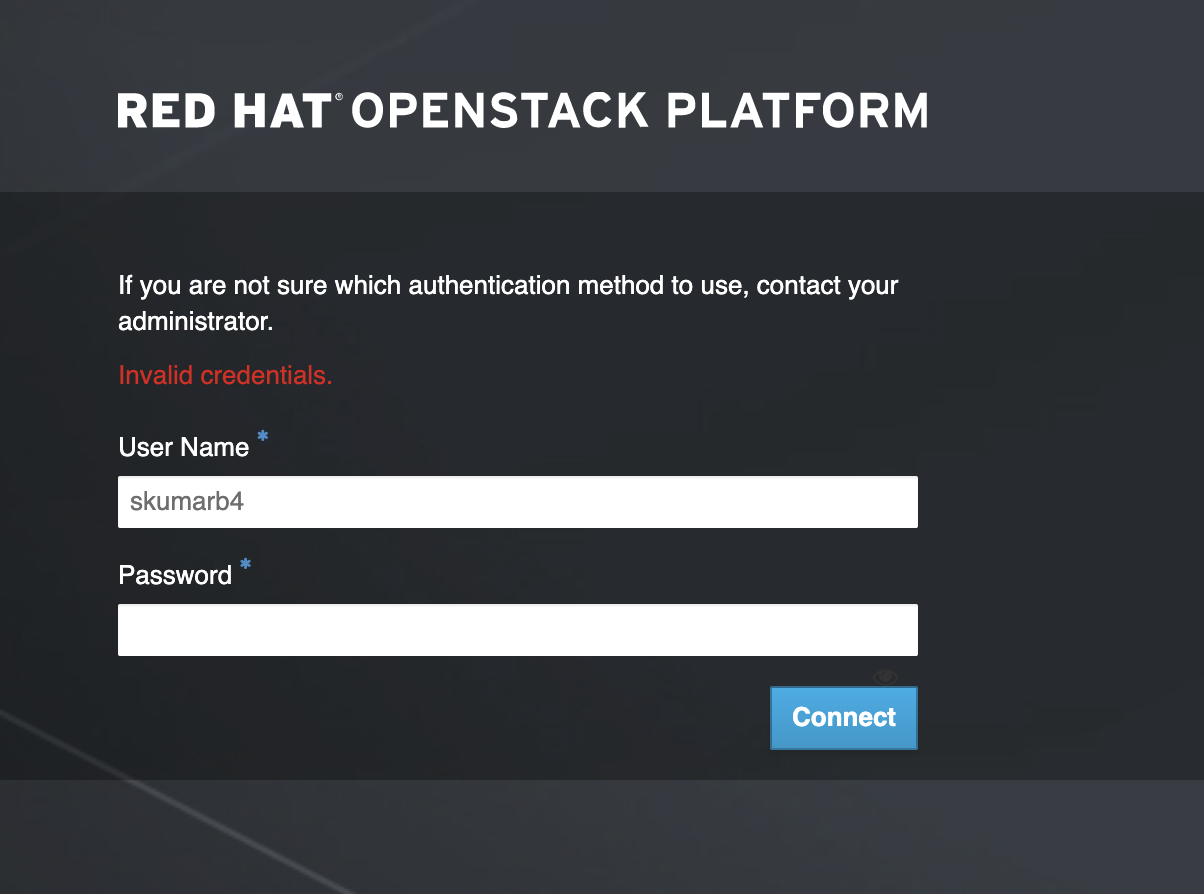 RED HAT® OPENSTACK PLATFORM
If you are not sure which authentication method to use, contact your
administrator.
Invalid credentials.
User Name *
skumarb4
Password *
Connect